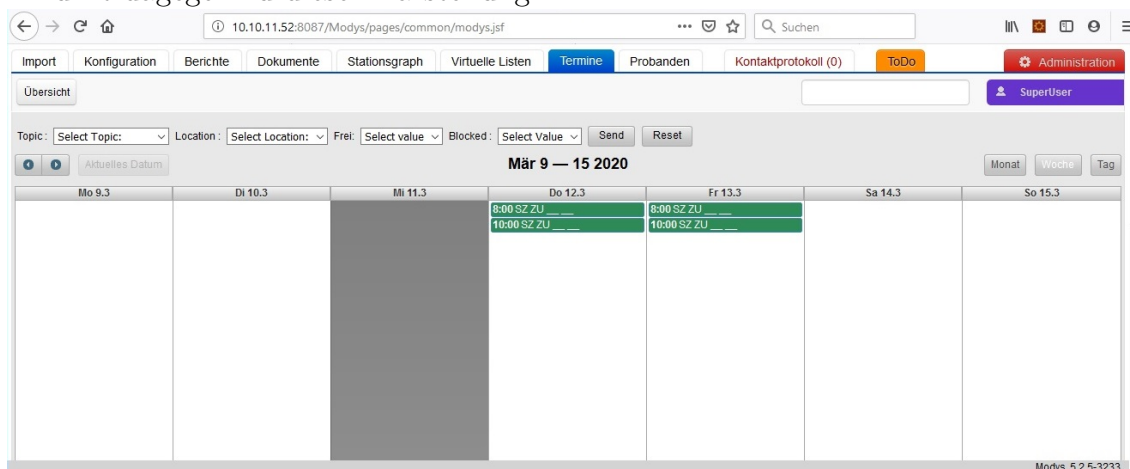 10.10.11.52:8087/Modys/pages/common/modys.jsf
Suchen
Import Konfiguration Berichte Dokumente Stationsgraph Virtuelle Listen Termine Probanden Kontaktprotokoll (0) ToDo Administration
Übersicht
SuperUser
Topic : Select Topic: Location : Select Location: Frei: Select value Blocked : Select Value Send Reset
Aktuelles Datum
Mär 9 — 15 2020
Monat Woche Tag
Mo 9.3 Di 10.3 Mi 11.3 Do 12.3 Fr 13.3 Sa 14.3 So 15.3
8:00 SZ ZU __ __ 8:00 SZ ZU __ __
10:00 SZ ZU __ __ 10:00 SZ ZU __ __
Modys 5.2.5-3233